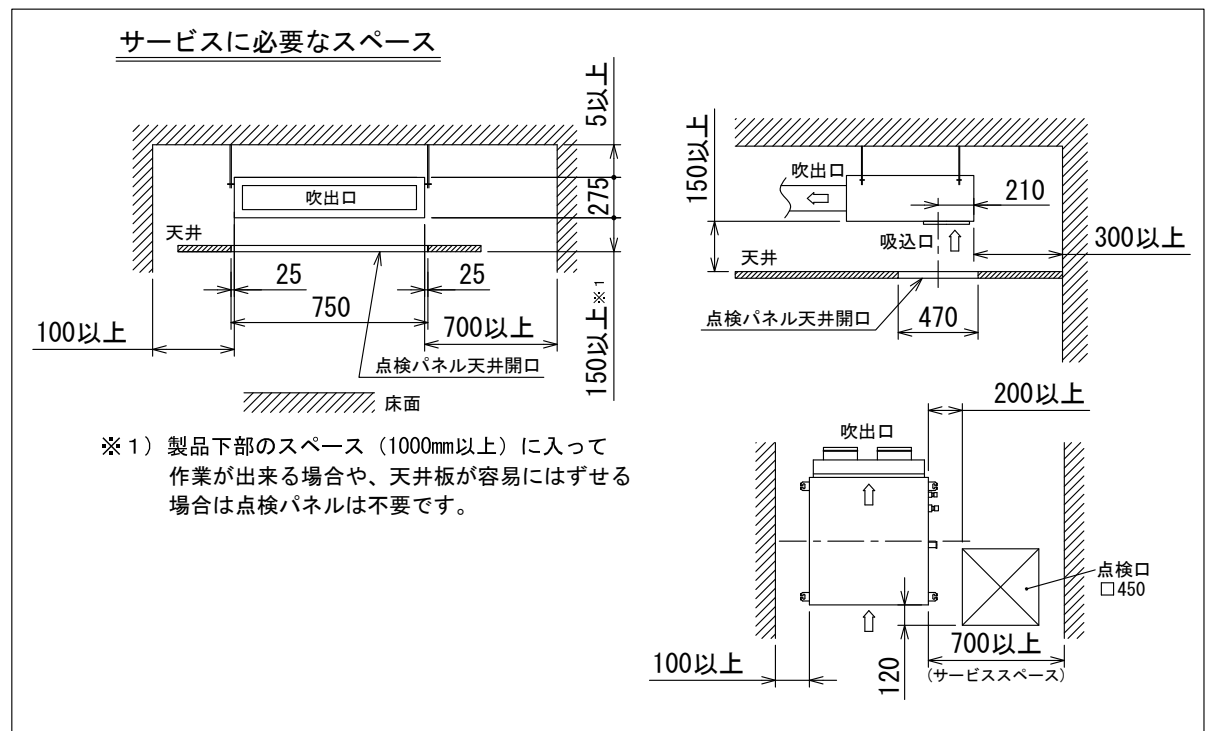 サービスに必要なスペース
5以上
275
150以上※1
吹出口
天井
25
25
750
100以上
700以上
点検パネル天井開口
床面
※1）製品下部のスペース（1000mm以上）に入って
作業が出来る場合や、天井板が容易にはずせる
場合は点検パネルは不要です。
150以上
吹出口
210
吸込口
300以上
天井
点検パネル天井開口
470
200以上
吹出口
点検口
□450
100以上
120
700以上
(サービススペース)